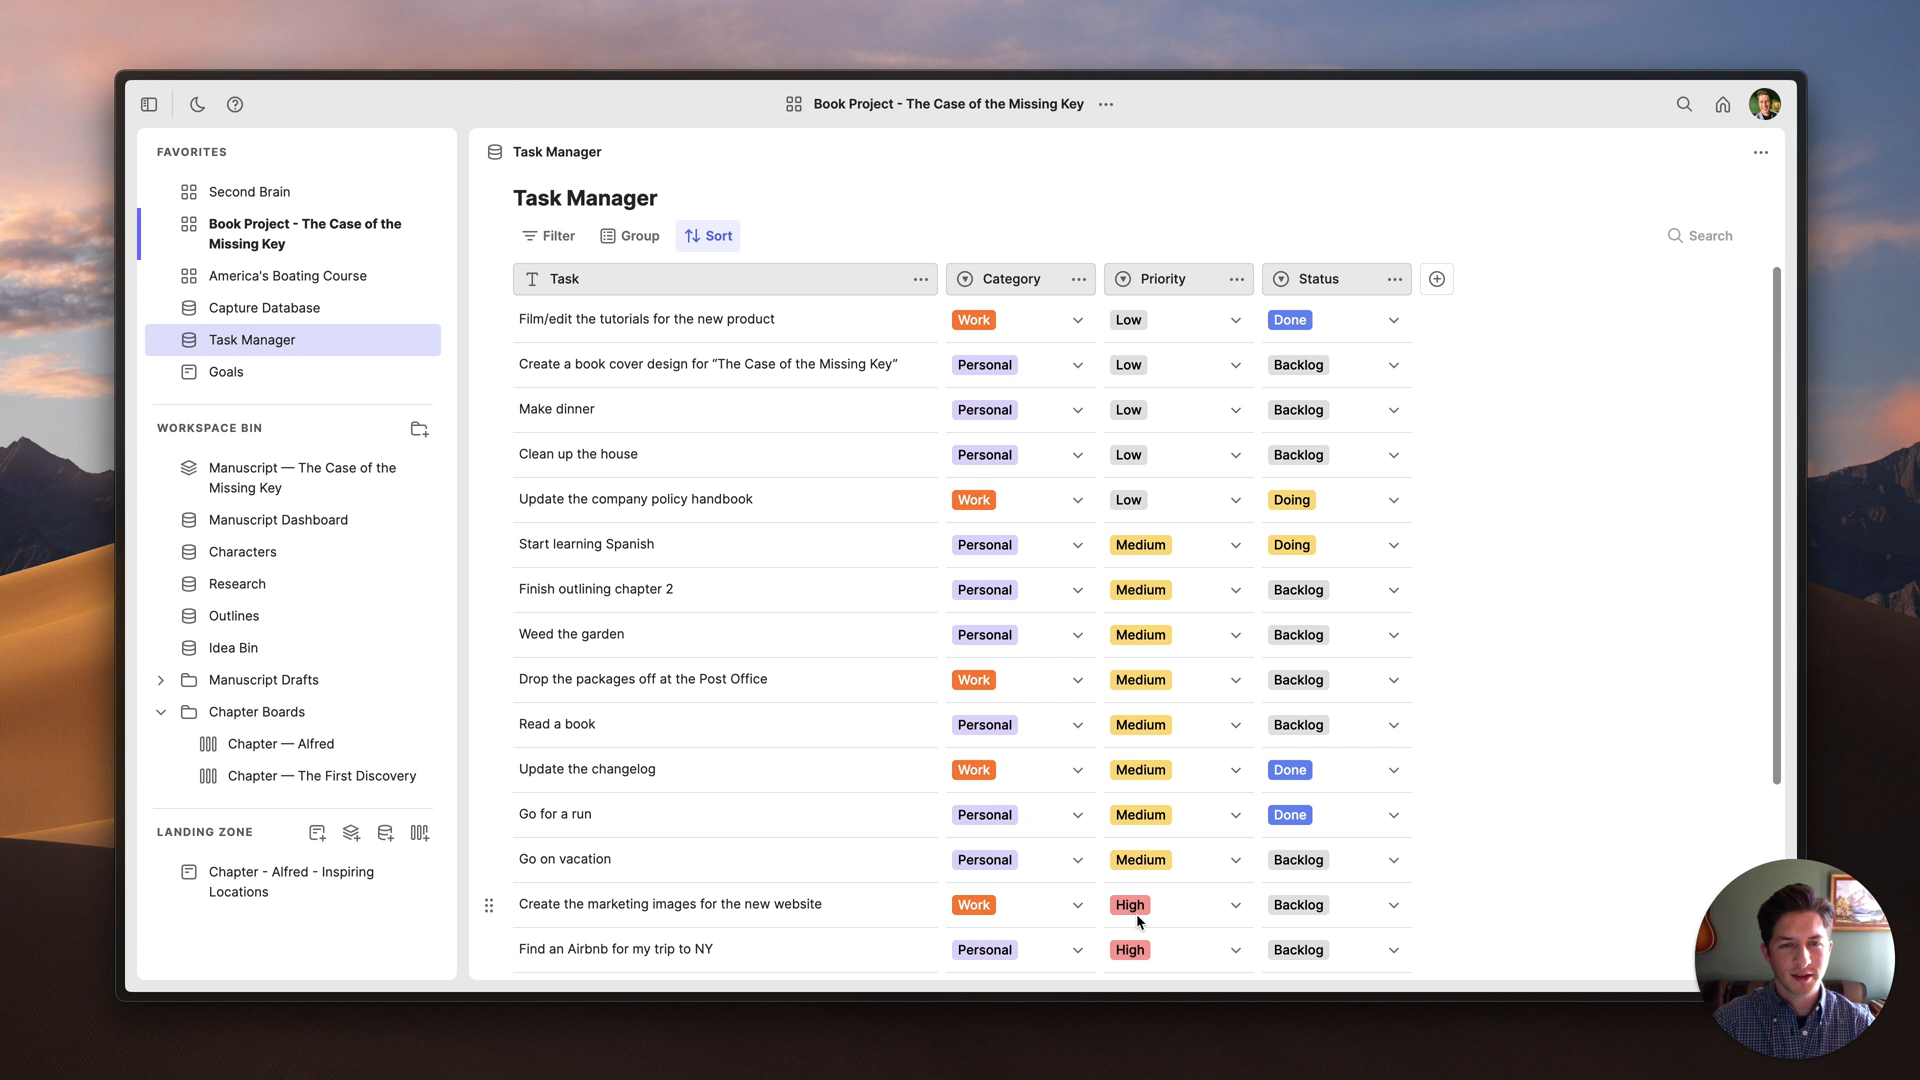 Book Project - The Case of the Missing Key
FAVORITES
Second Brain
Book Project - The Case of the
Missing Key
America's Boating Course
Capture Database
Task Manager
Goals
WORKSPACE BIN
Manuscript — The Case of the
Missing Key
Manuscript Dashboard
Characters
Research
Outlines
Idea Bin
Manuscript Drafts
Chapter Boards
Chapter — Alfred
Chapter — The First Discovery
LANDING ZONE
Chapter - Alfred - Inspiring
Locations
Task Manager
Task Manager
Filter Group Sort Search
Task Category Priority Status
Film/edit the tutorials for the new product Work Low Done
Create a book cover design for “The Case of the Missing Key” Personal Low Backlog
Make dinner Personal Low Backlog
Clean up the house Personal Low Backlog
Update the company policy handbook Work Low Doing
Start learning Spanish Personal Medium Doing
Finish outlining chapter 2 Personal Medium Backlog
Weed the garden Personal Medium Backlog
Drop the packages off at the Post Office Work Medium Backlog
Read a book Personal Medium Backlog
Update the changelog Work Medium Done
Go for a run Personal Medium Done
Go on vacation Personal Medium Backlog
Create the marketing images for the new website Work High Backlog
Find an Airbnb for my trip to NY Personal High Backlog